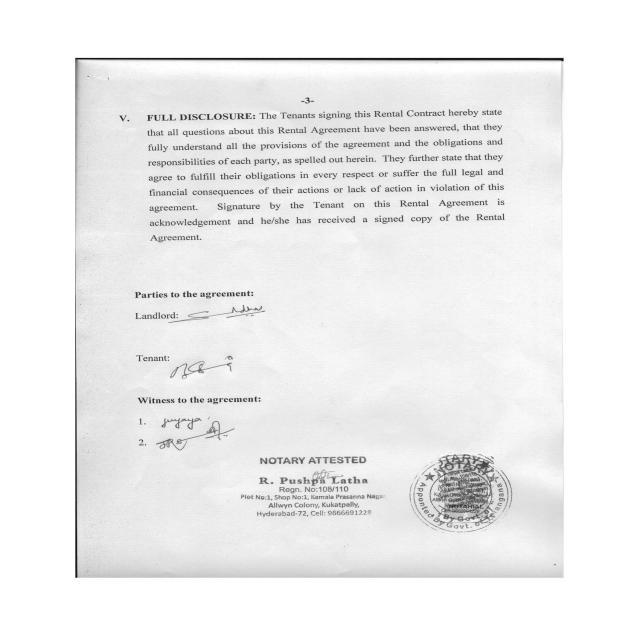 -3-
V. FULL DISCLOSURE: The Tenants signing this Rental Contract hereby state
that all questions about this Rental Agreement have been answered, that they
fully understand all the provisions of the agreement and the obligations and
responsibilities of each party, as spelled out herein. They further state that they
agree to fulfill their obligations in every respect or suffer the full legal and
financial consequences of their actions or lack of action in violation of this
agreement. Signature by the Tenant on this Rental Agreement is
acknowledgement and he/she has received a signed copy of the Rental
Agreement.
Parties to the agreement:
Landlord:
Tenant:
Witness to the agreement:
1.
2.
NOTARY ATTESTED
R. Pushpa Latha
Regn. No:108/110
Plot No:1, Shop No:1, Kamala Prasanna Nagar
Allwyn Colony, Kukatpally,
Hyderabad-72, Cell: 9866691228
NOTARY
Appointed By Govt. of Telangana